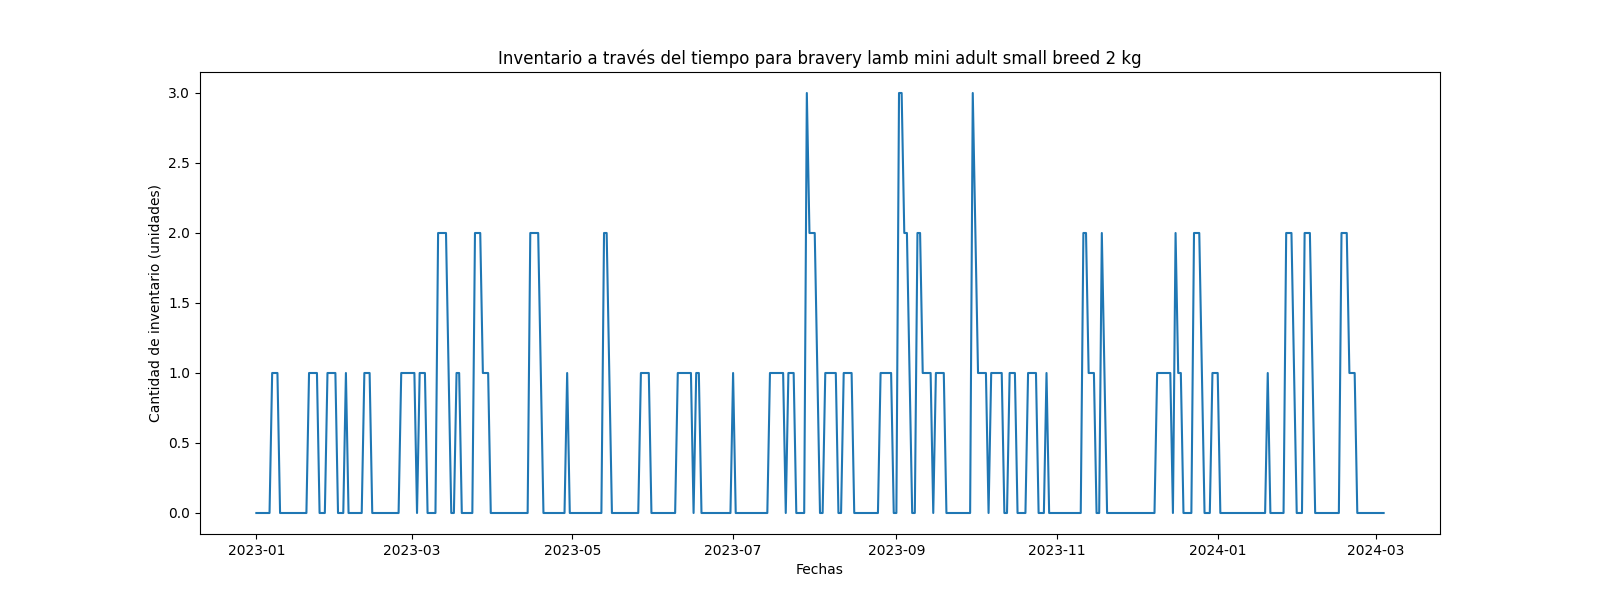 Inventario a través del tiempo para bravery lamb mini adult small breed 2 kg
Cantidad de inventario (unidades)
3.0
2.5
2.0
1.5
1.0
0.5
0.0
2023-01 2023-03 2023-05 2023-07 2023-09 2023-11 2024-01 2024-03
Fechas